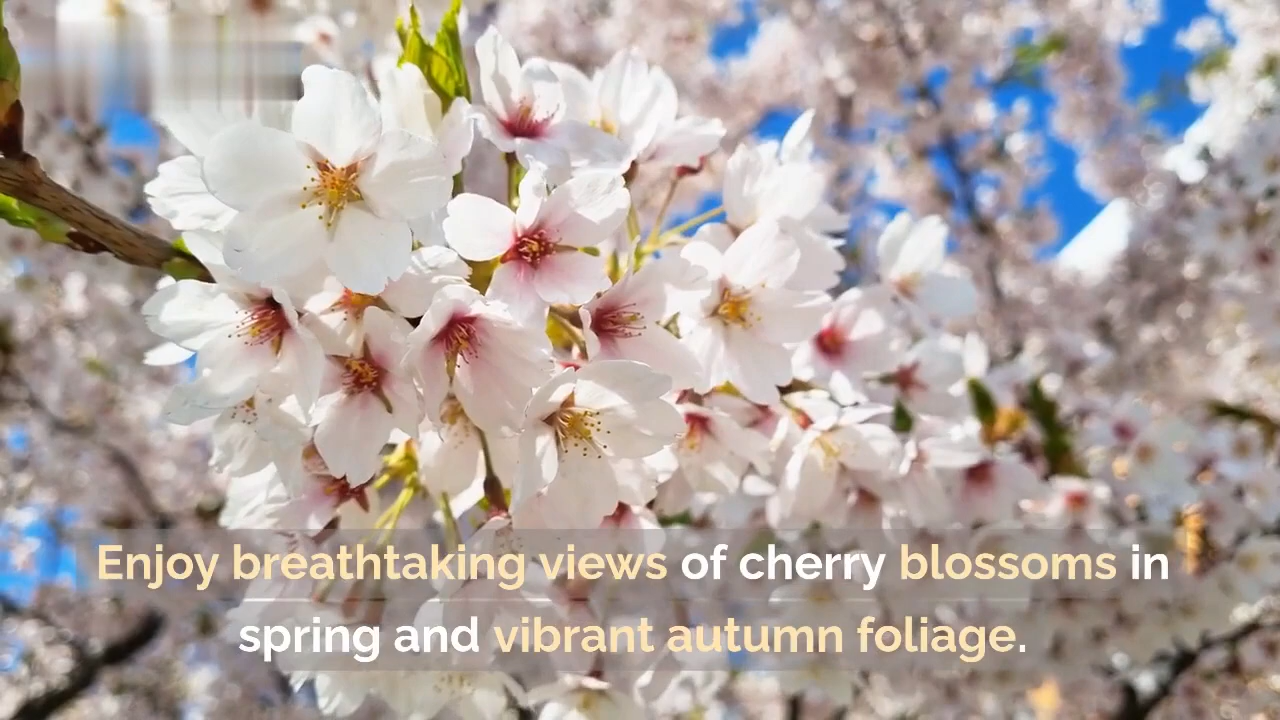 Enjoy breathtaking views of cherry blossoms in
spring and vibrant autumn foliage.